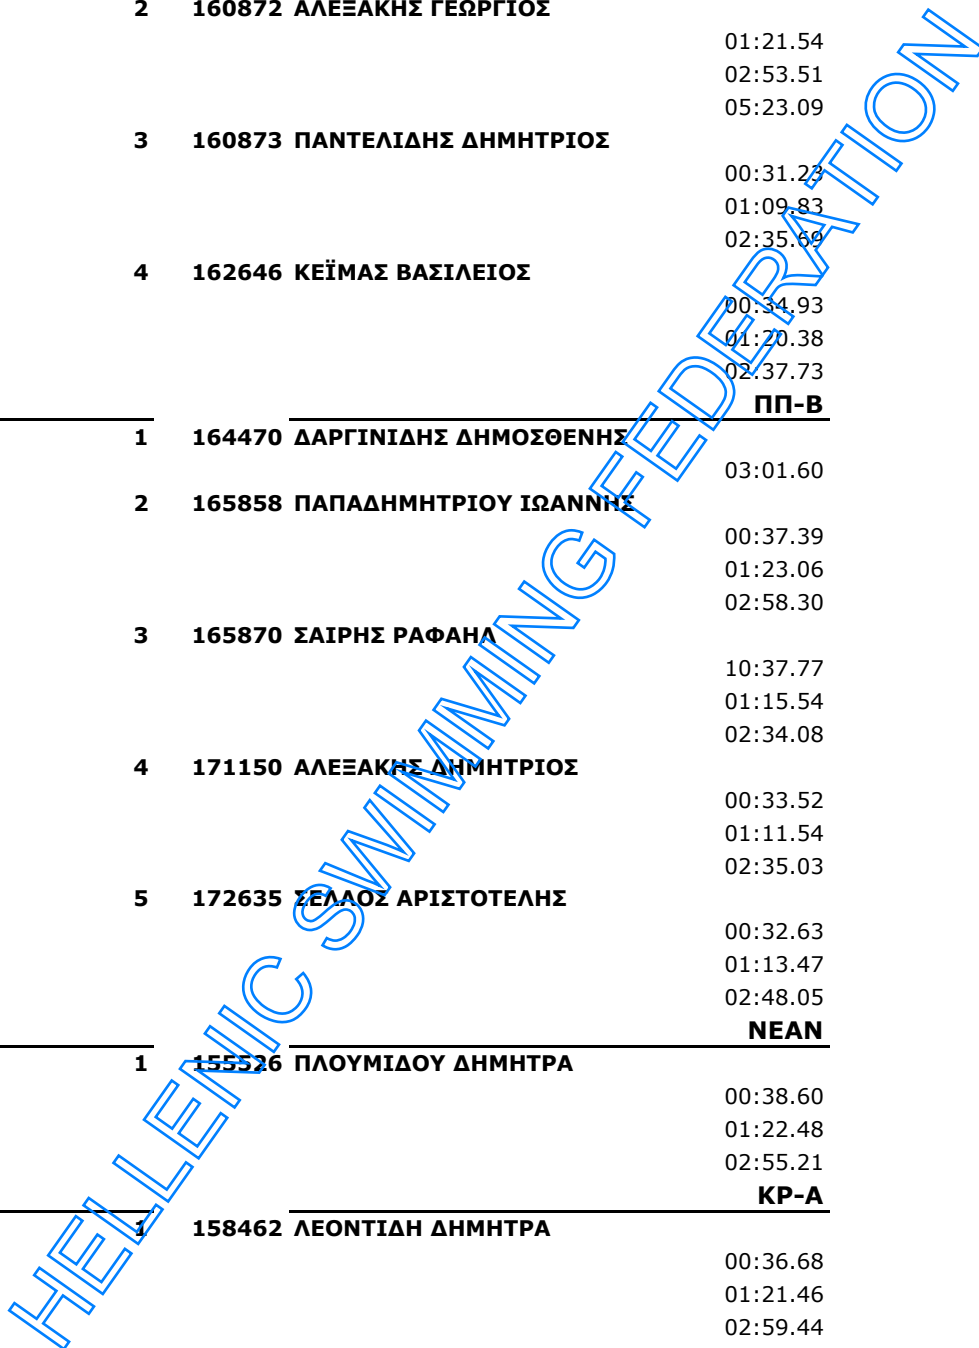 2 160872 ΑΛΕΞΑΚΗΣ ΓΕΩΡΓΙΟΣ
01:21.54
02:53.51
05:23.09
3 160873 ΠΑΝΤΕΛΙΔΗΣ ΔΗΜΗΤΡΙΟΣ
00:31.23
01:09.83
02:35.69
4 162646 ΚΕΪΜΑΣ ΒΑΣΙΛΕΙΟΣ
00:34.93
01:20.38
02:37.73
ΠΠ-Β
1 164470 ΔΑΡΓΙΝΙΔΗΣ ΔΗΜΟΣΘΕΝΗΣ
03:01.60
2 165858 ΠΑΠΑΔΗΜΗΤΡΙΟΥ ΙΩΑΝΝΗΣ
00:37.39
01:23.06
02:58.30
3 165870 ΣΑΙΡΗΣ ΡΑΦΑΗΛ
10:37.77
01:15.54
02:34.08
4 171150 ΑΛΕΞΑΚΗΣ ΔΗΜΗΤΡΙΟΣ
00:33.52
01:11.54
02:35.03
5 172635 ΣΕΛΛΟΣ ΑΡΙΣΤΟΤΕΛΗΣ
00:32.63
01:13.47
02:48.05
ΝΕΑΝ
1 155526 ΠΛΟΥΜΙΔΟΥ ΔΗΜΗΤΡΑ
00:38.60
01:22.48
02:55.21
ΚΡ-Α
1 158462 ΛΕΟΝΤΙΔΗ ΔΗΜΗΤΡΑ
00:36.68
01:21.46
02:59.44
HELLENIC SWIMMING FEDERATION